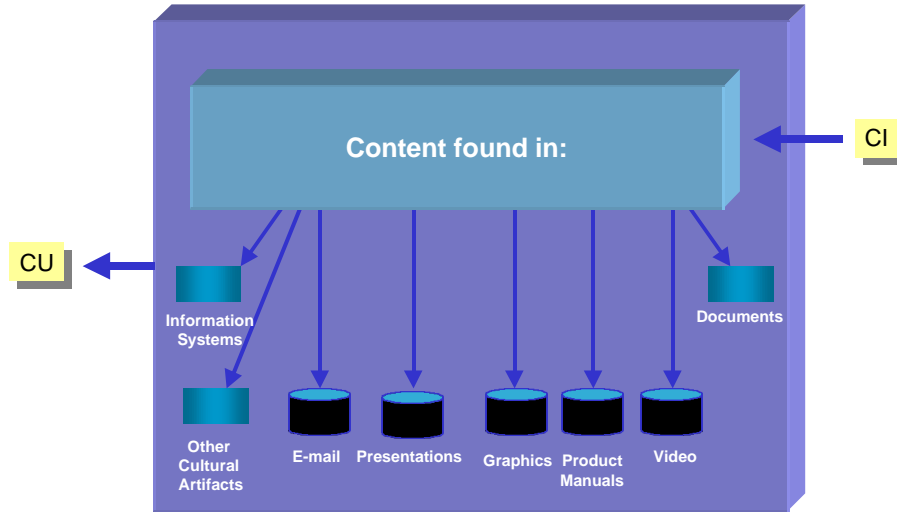 Content found in:
CI
CU
Information
Systems
Documents
Other
Cultural
Artifacts
E-mail
Presentations
Graphics
Product
Manuals
Video